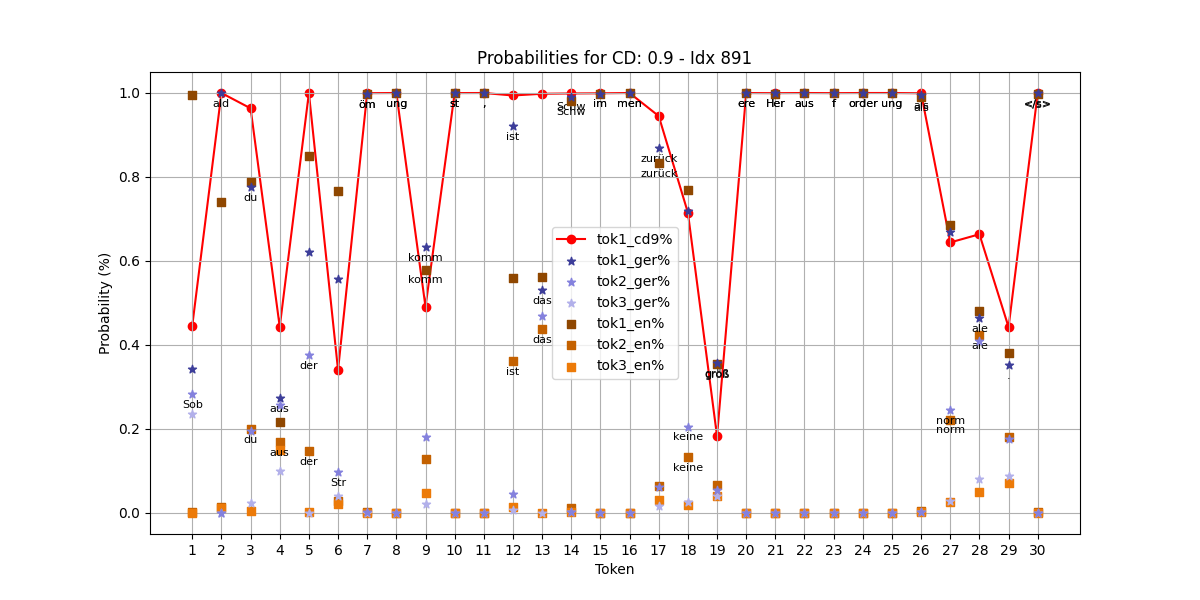 Probabilities for CD: 0.9 - Idx 891
Probability (%)
1.0
0.8
0.6
0.4
0.2
0.0
ald
öm
ung
st
,
Schw
Schw
im
men
ere
Her
aus
f
order
ung
als
</s>
ist
zurück
zurück
du
komm
komm
das
das
aus
Sob
der
ist
groß
ale
ale
.
du
aus
der
Str
keine
keine
norm
norm
tok1_cd9%
tok1_ger%
tok2_ger%
tok3_ger%
tok1_en%
tok2_en%
tok3_en%
1 2 3 4 5 6 7 8 9 10 11 12 13 14 15 16 17 18 19 20 21 22 23 24 25 26 27 28 29 30
Token